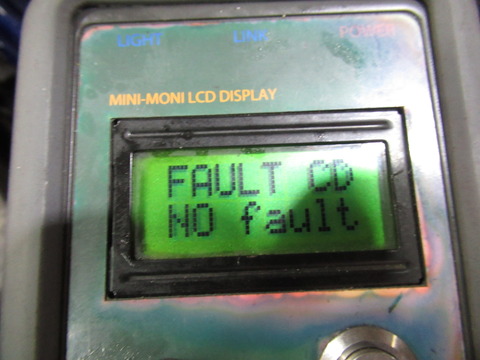 LIGHT LINK POWER
MINI-MONI LCD DISPLAY
FAULT CD
NO fault